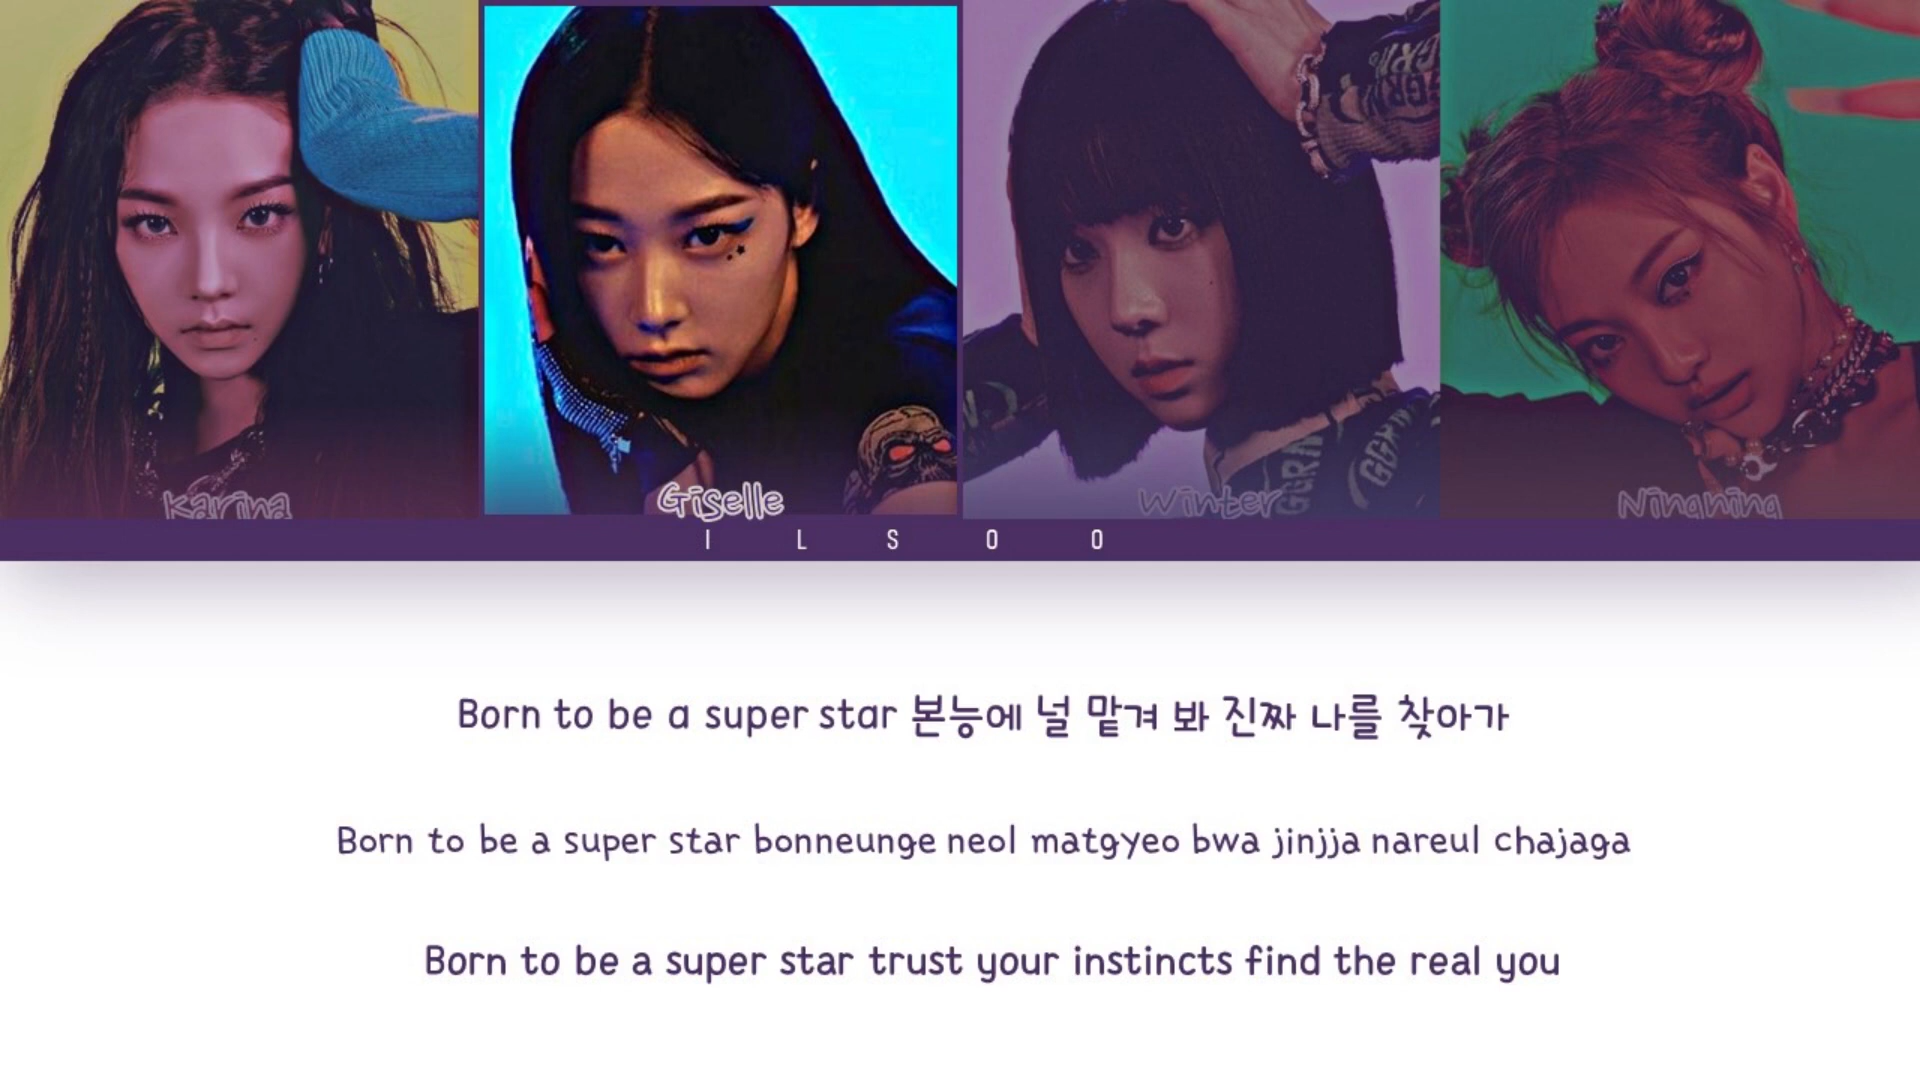 Karina
Giselle
Winter
Ningning
I L S O O
Born to be a super star 본능에 널 맡겨 봐 진짜 나를 찾아가
Born to be a super star bonneunge neol matgyeo bwa jinjja nareul chajaga
Born to be a super star trust your instincts find the real you